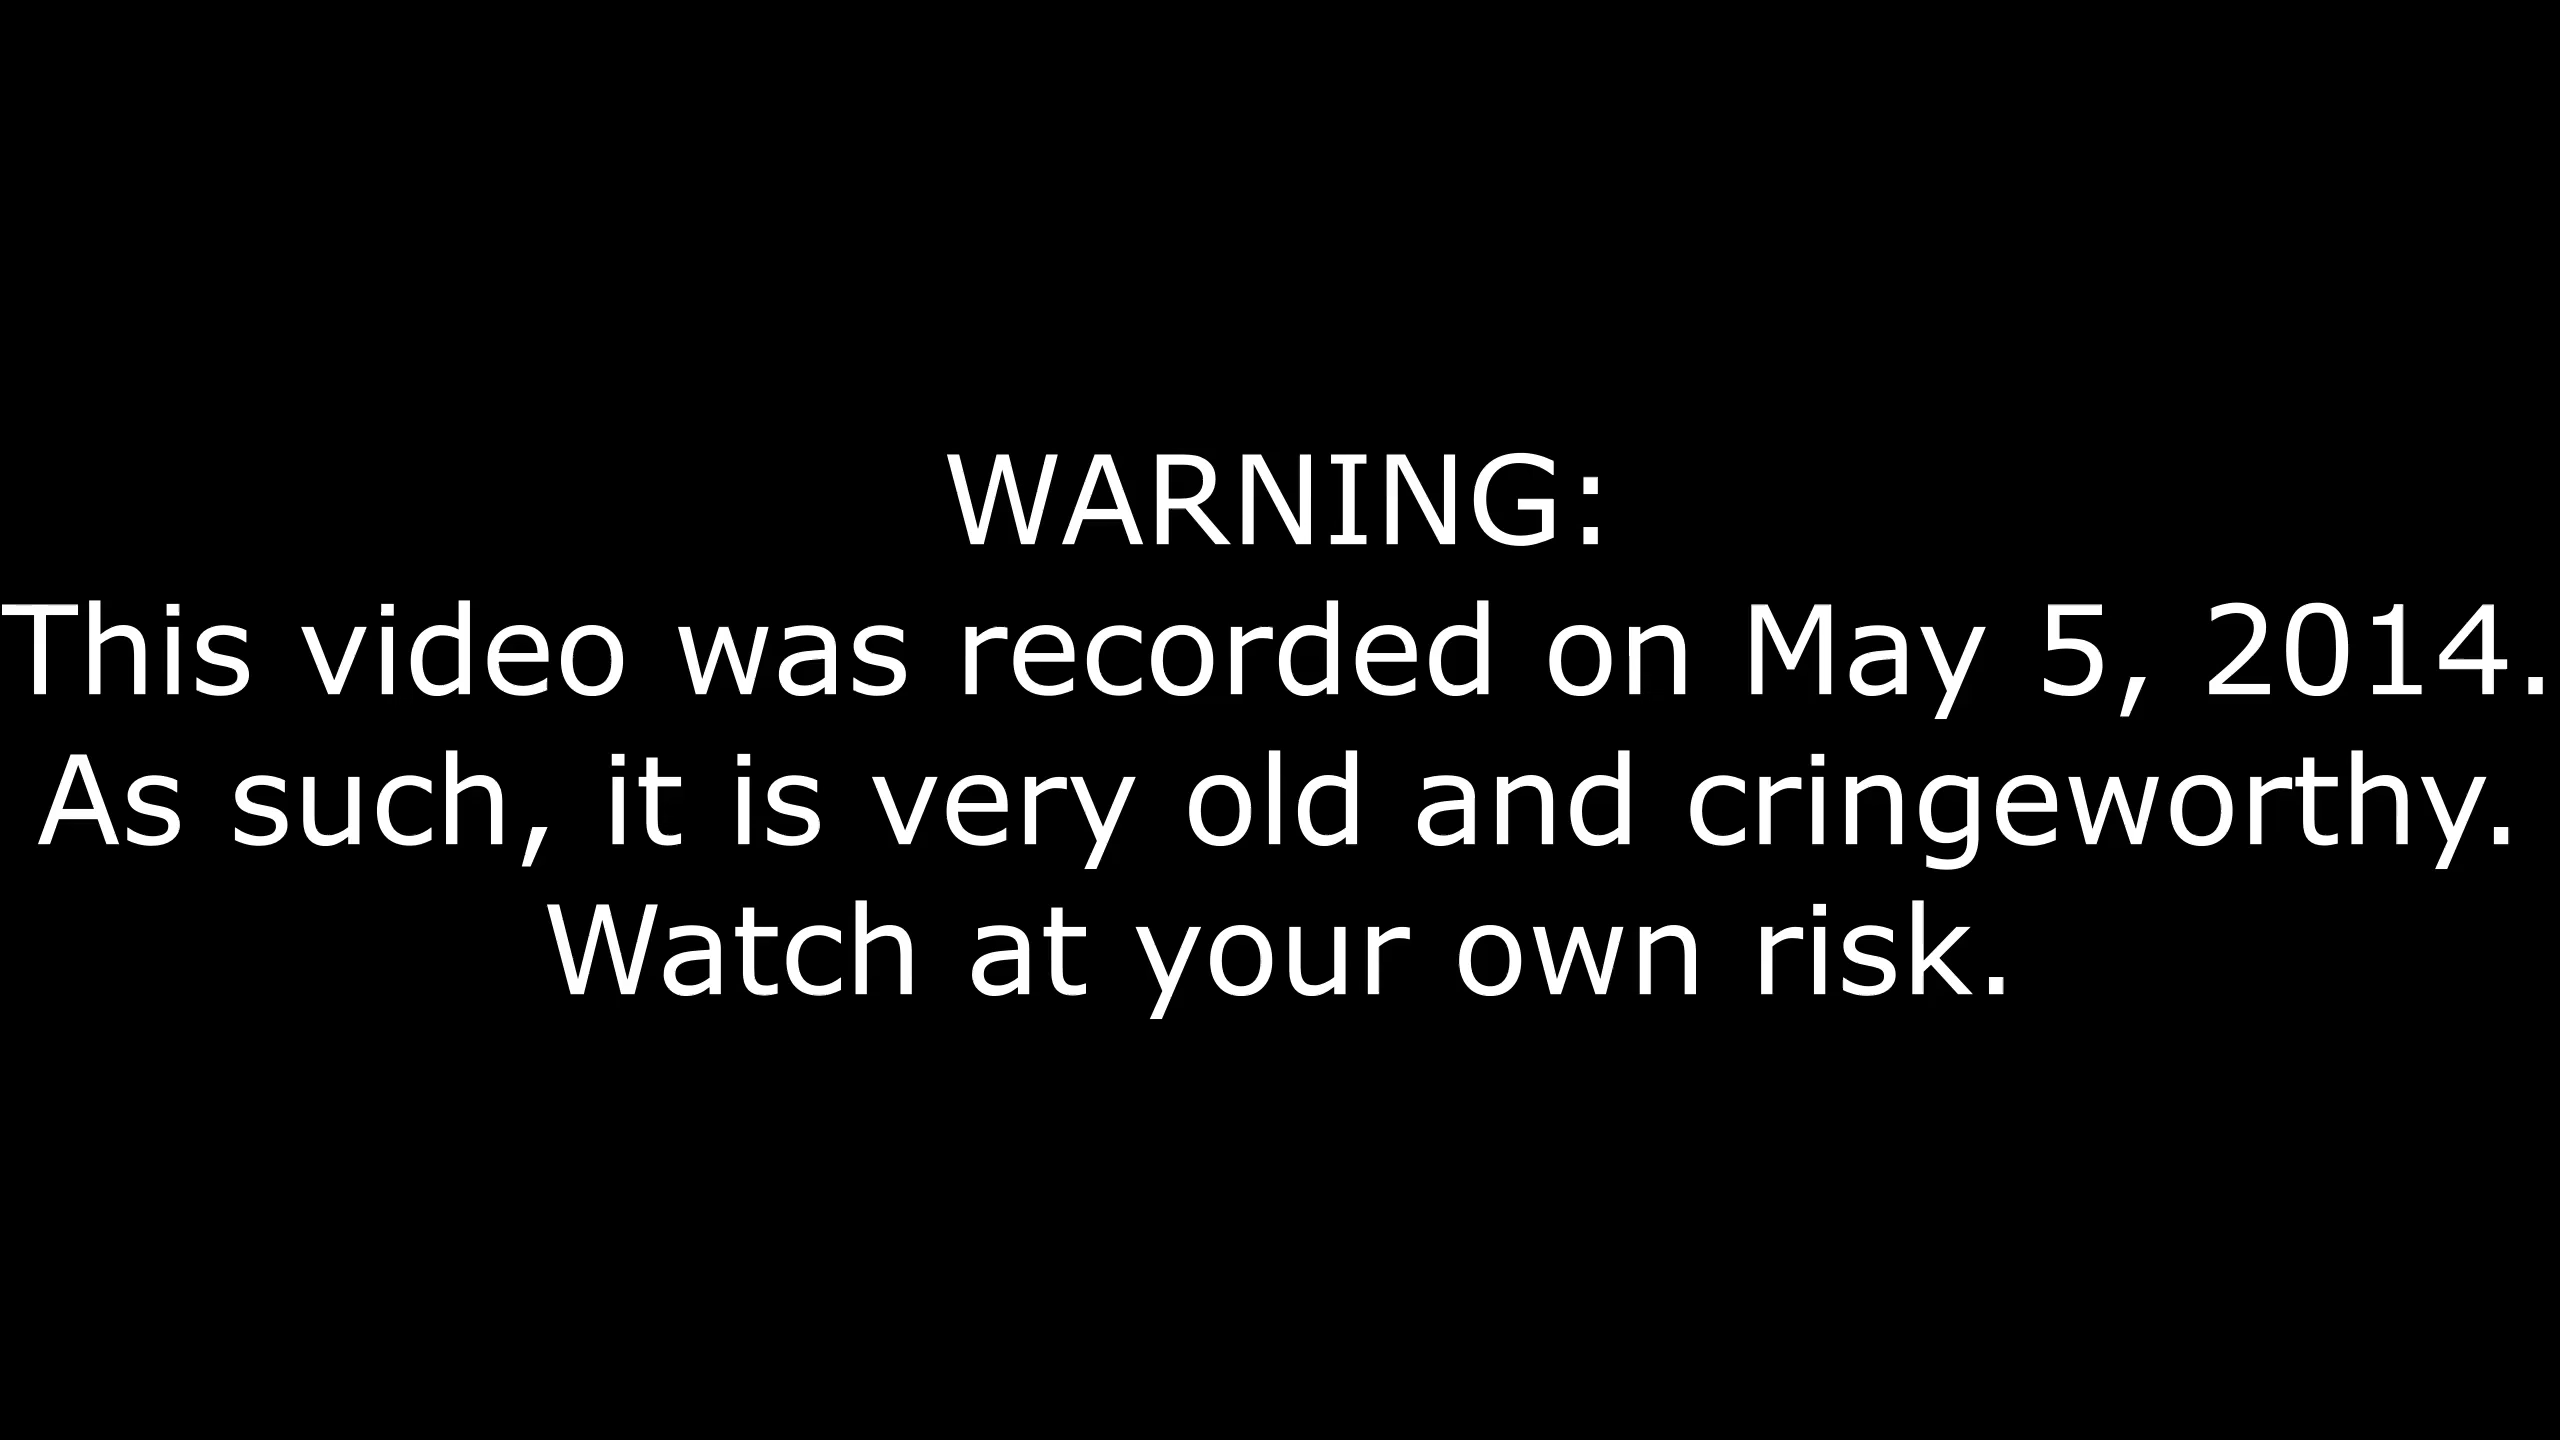 WARNING:
This video was recorded on May 5, 2014.
As such, it is very old and cringeworthy.
Watch at your own risk.